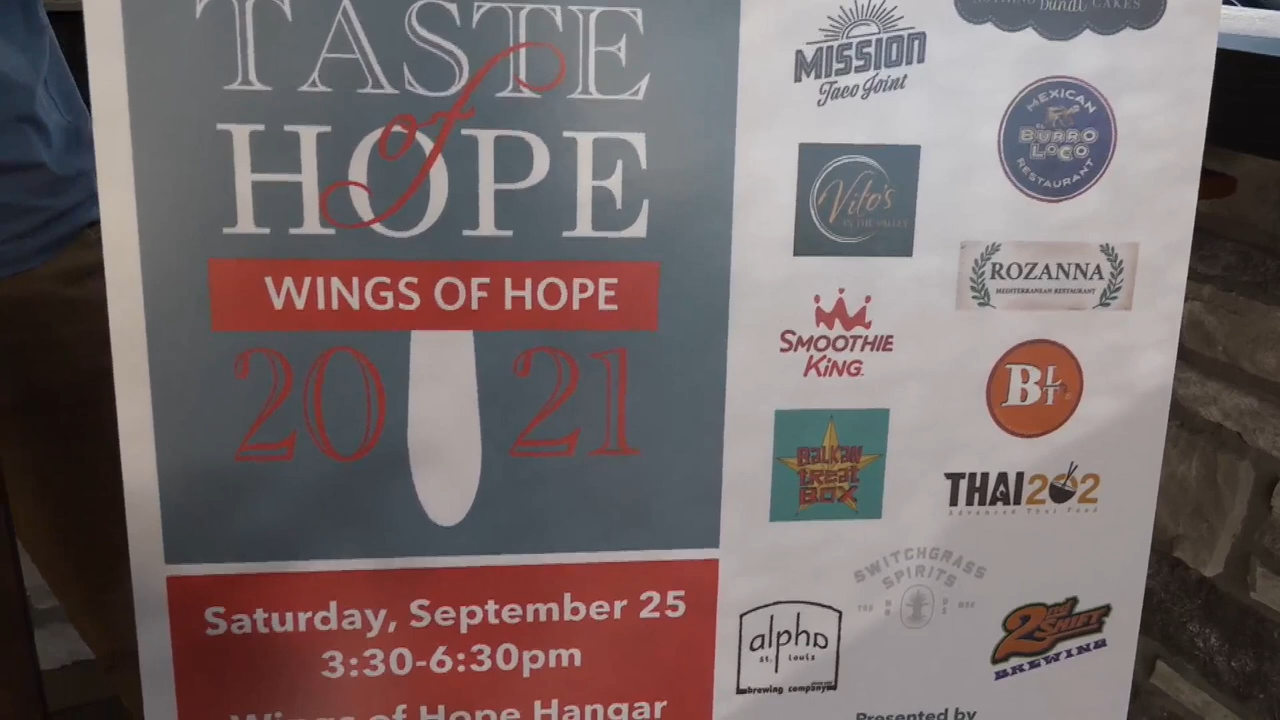 TASTE
of
HOPE
WINGS OF HOPE
20 21
Saturday, September 25
3:30-6:30pm
Wings of Hope Hangar
MISSION
Taco Joint
Vito's
IN THE VALLEY
SMOOTHIE
KING
BALKAN
TREAT
BOX
alpha
st. louis
brewing company
NOTHING Bundt CAKES
MEXICAN
EL
BURRO
LOCO
RESTAURANT
ROZANNA
MEDITERRANEAN RESTAURANT
BLT's
THAI 202
Advanced Thai Food
SWITCHGRASS
SPIRITS
2nd
SHIFT
BREWING
Presented by